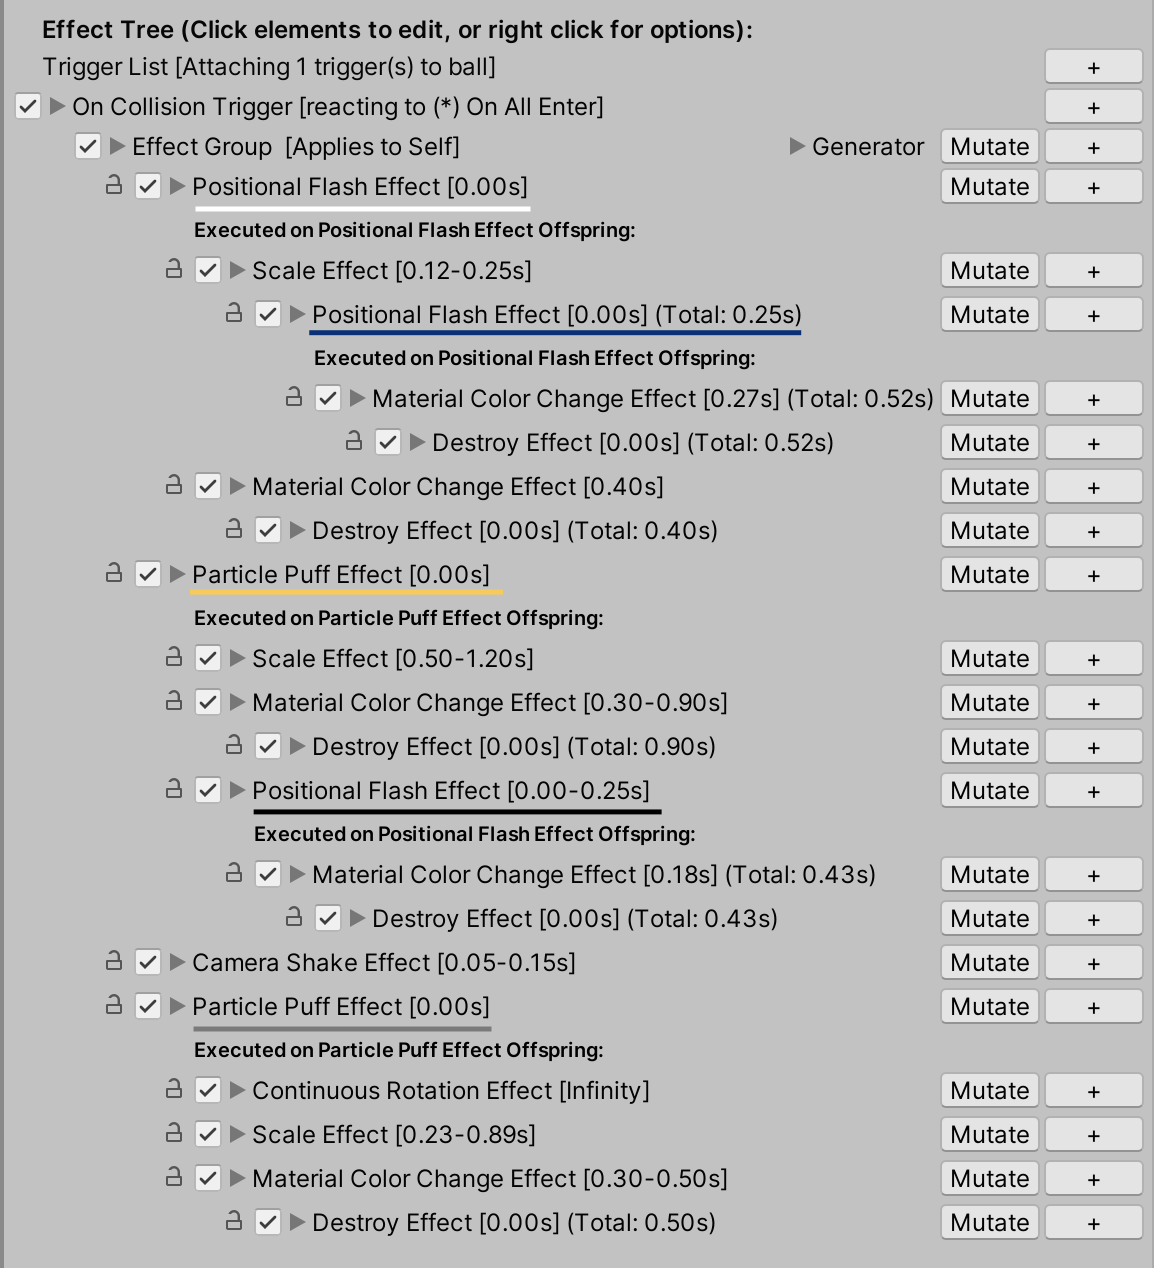 Effect Tree (Click elements to edit, or right click for options):
Trigger List [Attaching 1 trigger(s) to ball] +
On Collision Trigger [reacting to (*) On All Enter] +
Effect Group [Applies to Self] Generator Mutate +
Positional Flash Effect [0.00s] Mutate +
Executed on Positional Flash Effect Offspring:
Scale Effect [0.12-0.25s] Mutate +
Positional Flash Effect [0.00s] (Total: 0.25s) Mutate +
Executed on Positional Flash Effect Offspring:
Material Color Change Effect [0.27s] (Total: 0.52s) Mutate +
Destroy Effect [0.00s] (Total: 0.52s) Mutate +
Material Color Change Effect [0.40s] Mutate +
Destroy Effect [0.00s] (Total: 0.40s) Mutate +
Particle Puff Effect [0.00s] Mutate +
Executed on Particle Puff Effect Offspring:
Scale Effect [0.50-1.20s] Mutate +
Material Color Change Effect [0.30-0.90s] Mutate +
Destroy Effect [0.00s] (Total: 0.90s) Mutate +
Positional Flash Effect [0.00-0.25s] Mutate +
Executed on Positional Flash Effect Offspring:
Material Color Change Effect [0.18s] (Total: 0.43s) Mutate +
Destroy Effect [0.00s] (Total: 0.43s) Mutate +
Camera Shake Effect [0.05-0.15s] Mutate +
Particle Puff Effect [0.00s] Mutate +
Executed on Particle Puff Effect Offspring:
Continuous Rotation Effect [Infinity] Mutate +
Scale Effect [0.23-0.89s] Mutate +
Material Color Change Effect [0.30-0.50s] Mutate +
Destroy Effect [0.00s] (Total: 0.50s) Mutate +